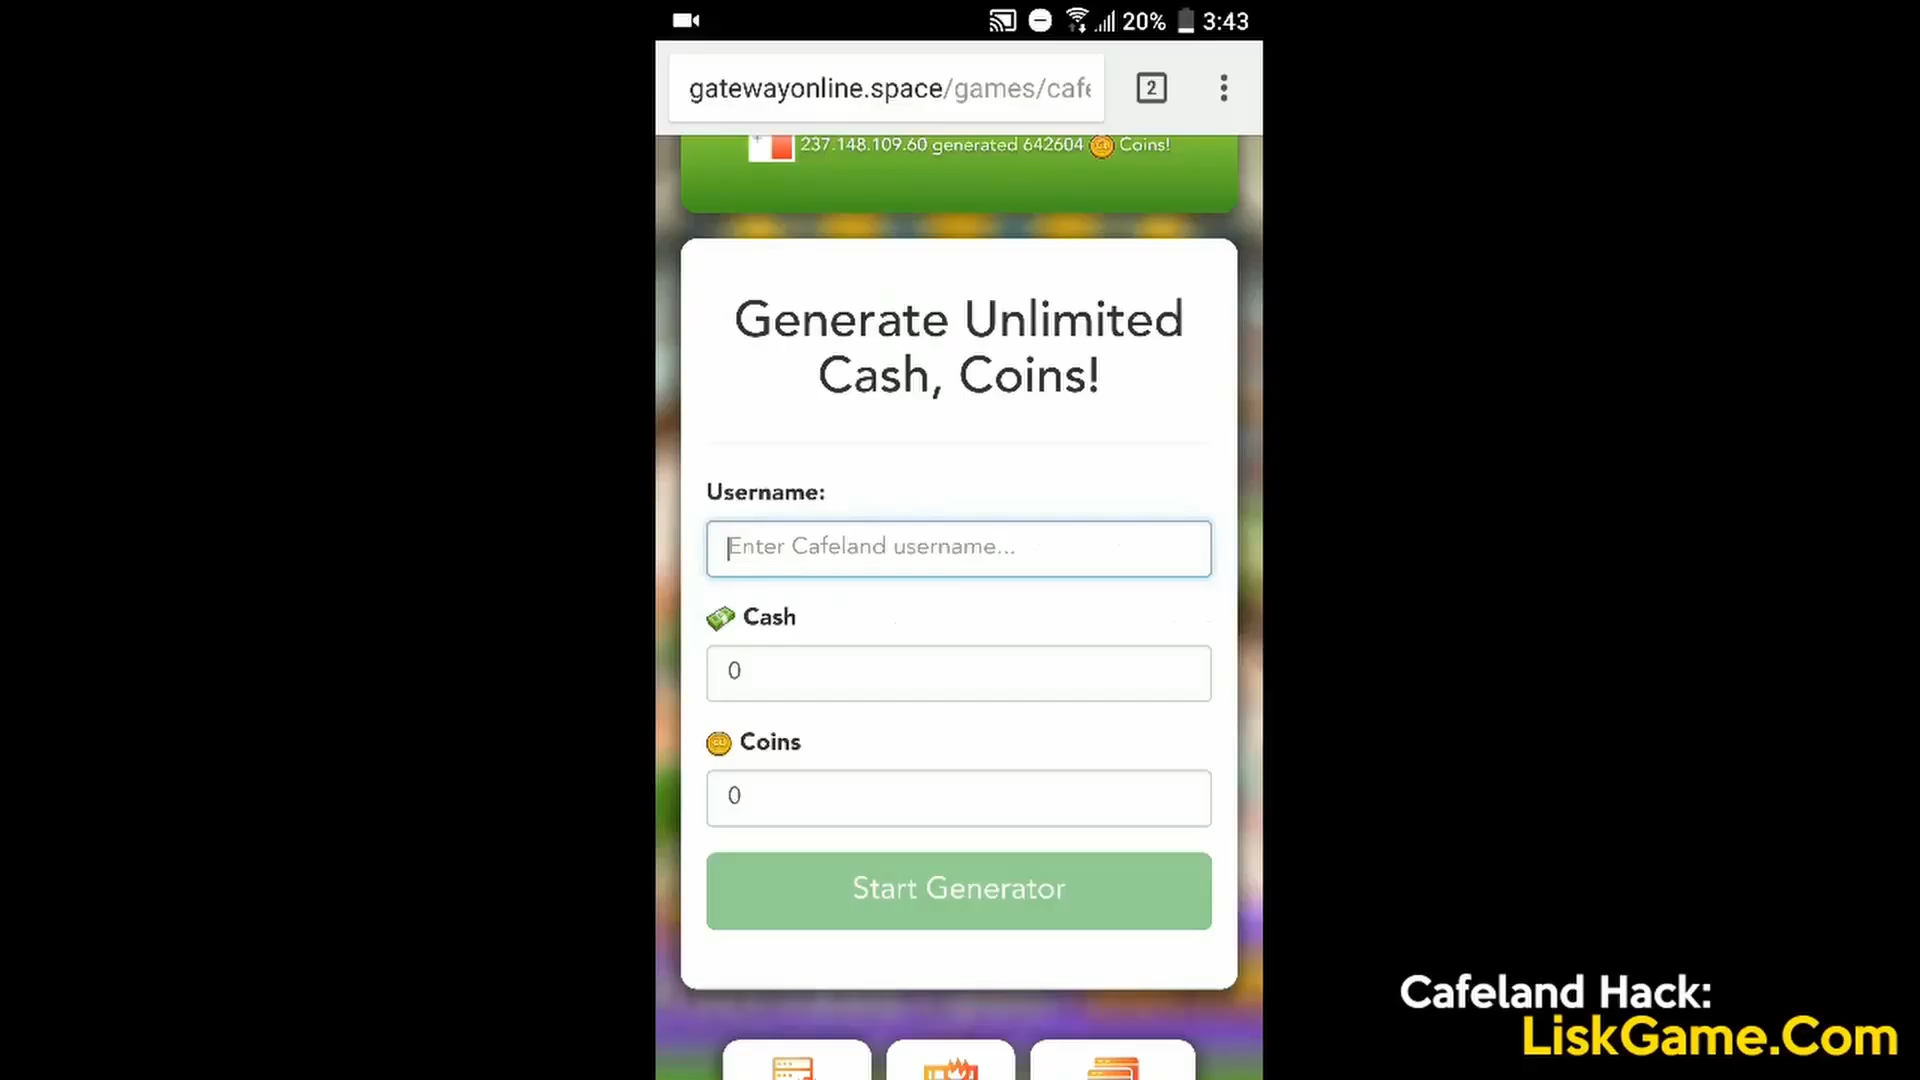 20% 3:43
gatewayonline.space/games/cafe
2
237.148.109.60 generated 642604 Coins!
Generate Unlimited
Cash, Coins!
Username:
Enter Cafeland username...
Cash
0
Coins
0
Start Generator
Cafeland Hack:
LiskGame.Com